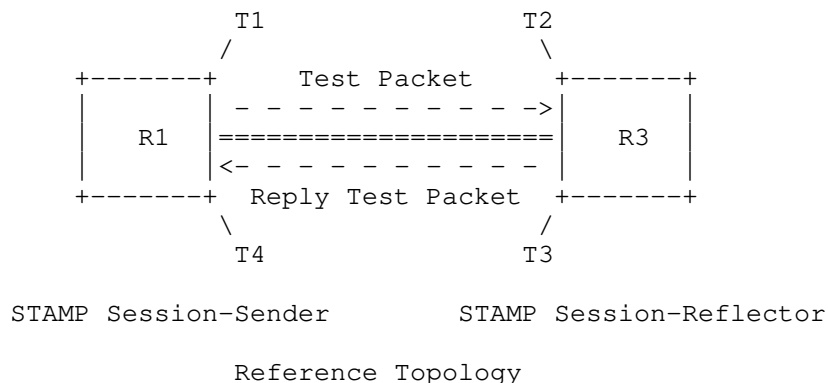 T1 T2
Test Packet
R1 R3
Reply Test Packet
T4 T3
STAMP Session-Sender STAMP Session-Reflector
Reference Topology